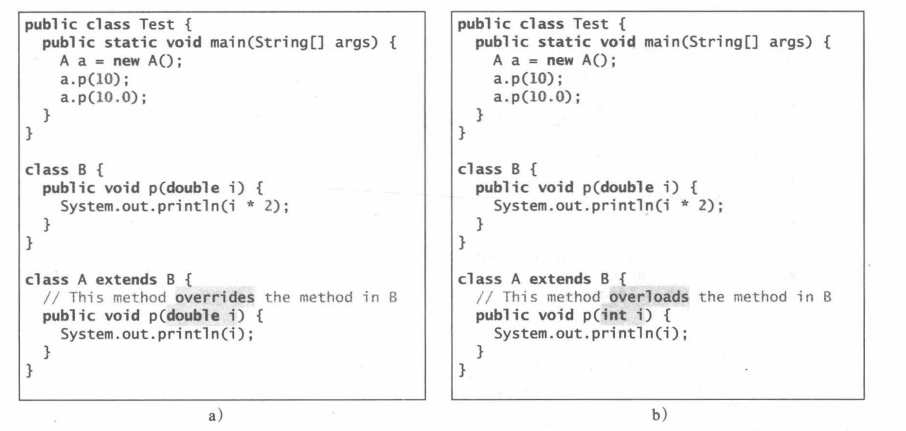 public class Test {
  public static void main(String[] args) {
    A a = new A();
    a.p(10);
    a.p(10.0);
  }
}

class B {
  public void p(double i) {
    System.out.println(i * 2);
  }
}

class A extends B {
  // This method overrides the method in B
  public void p(double i) {
    System.out.println(i);
  }
}
a)
public class Test {
  public static void main(String[] args) {
    A a = new A();
    a.p(10);
    a.p(10.0);
  }
}

class B {
  public void p(double i) {
    System.out.println(i * 2);
  }
}

class A extends B {
  // This method overloads the method in B
  public void p(int i) {
    System.out.println(i);
  }
}
b)